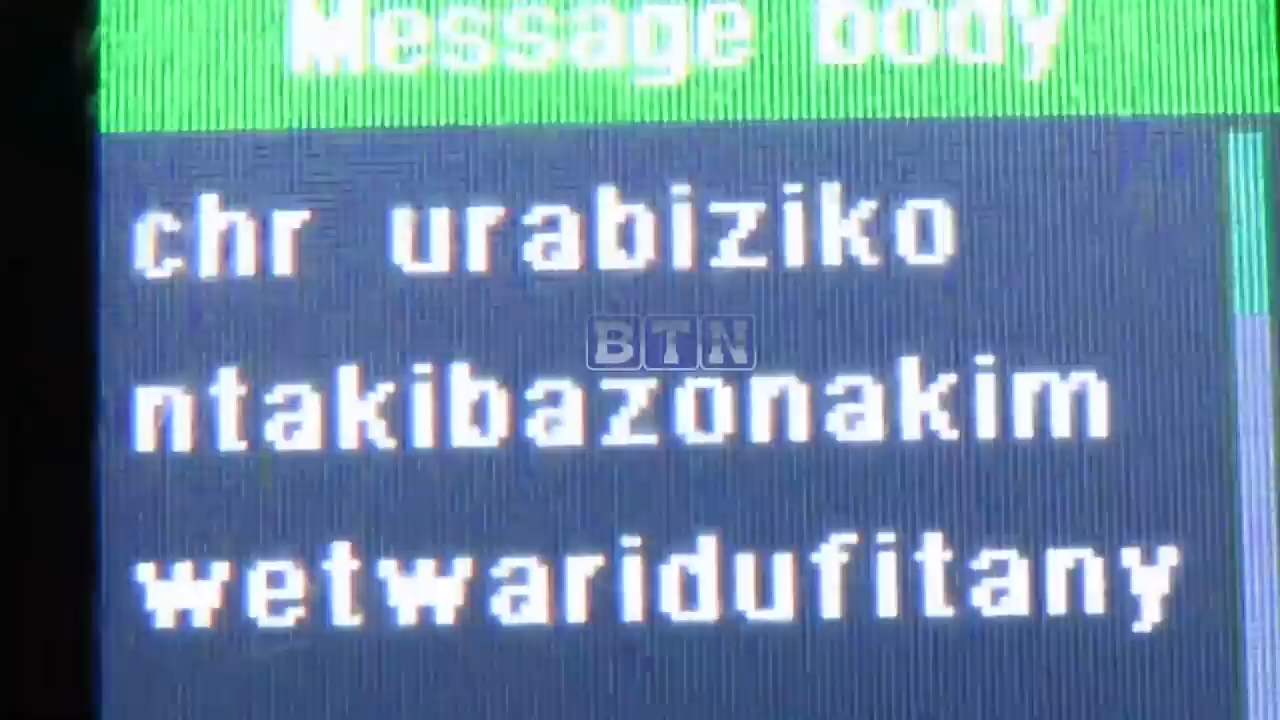 Message body
chr urabiziko
BTN
ntakibazonakim
wetwaridufitany